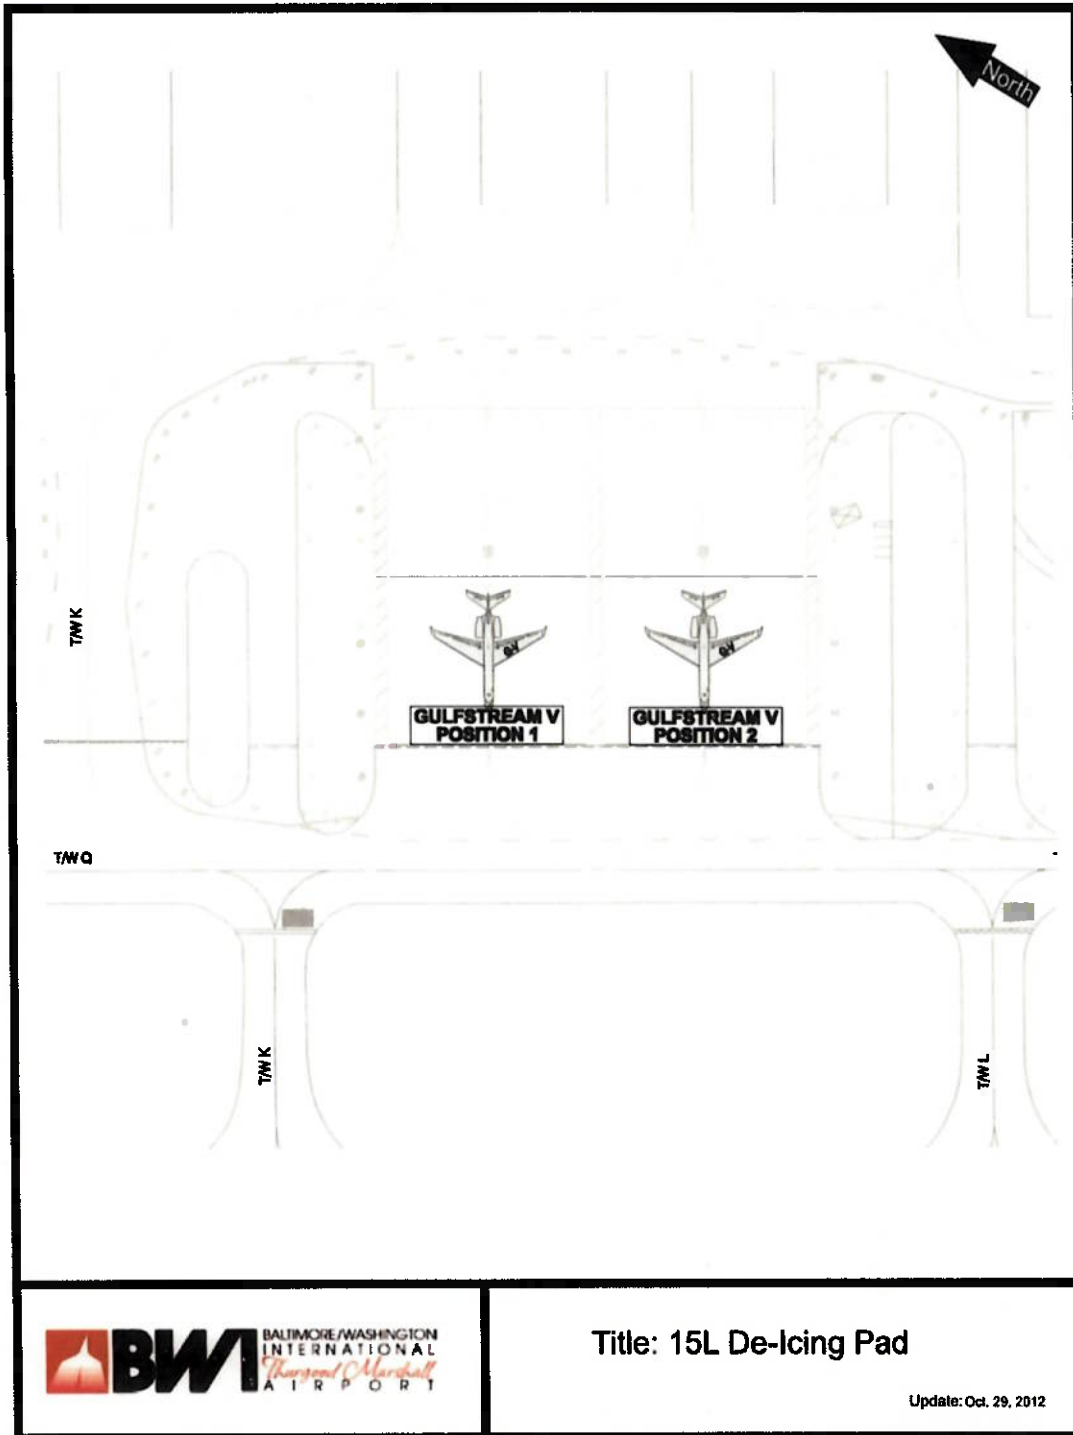 North
T/W K
G-V
G-V
GULFSTREAM V
POSITION 1
GULFSTREAM V
POSITION 2
T/W Q
T/W K
T/W L
BWI
BALTIMORE/WASHINGTON
INTERNATIONAL
Thurgood Marshall
AIRPORT
Title: 15L De-Icing Pad
Update: Oct. 29, 2012